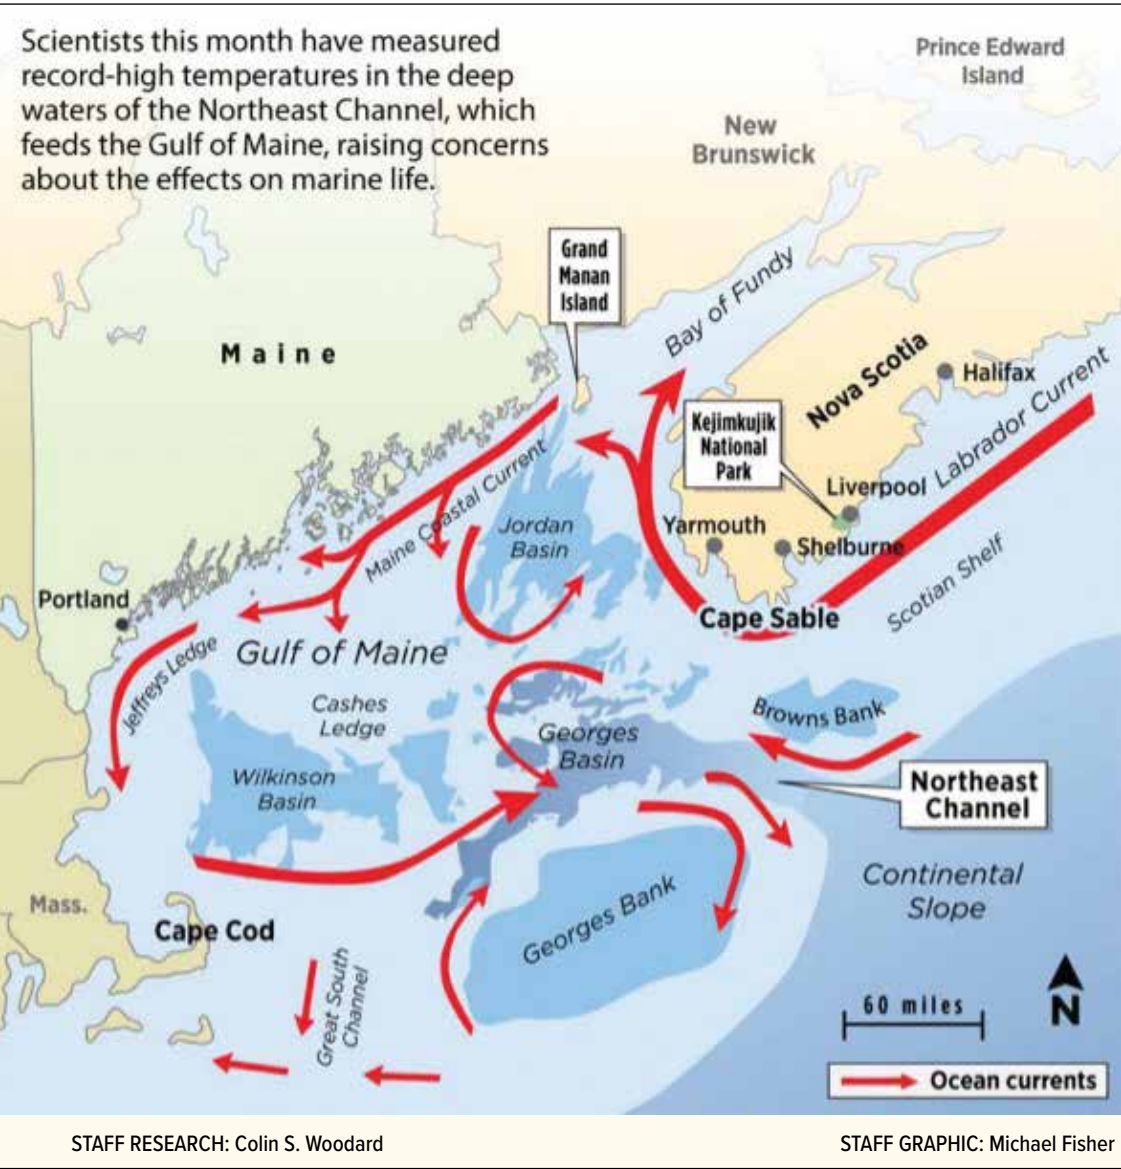 Scientists this month have measured
record-high temperatures in the deep
waters of the Northeast Channel, which
feeds the Gulf of Maine, raising concerns
about the effects on marine life.
Prince Edward
Island
New
Brunswick
Grand
Manan
Island
Bay of Fundy
Maine
Nova Scotia
Halifax
Labrador Current
Kejimkujik
National
Park
Liverpool
Yarmouth
Shelburne
Scotian Shelf
Cape Sable
Maine Coastal Current
Jordan
Basin
Portland
Jeffreys Ledge
Gulf of Maine
Cashes
Ledge
Browns Bank
Georges
Basin
Wilkinson
Basin
Northeast
Channel
Continental
Slope
Georges Bank
Mass.
Cape Cod
Great South
Channel
60 miles
N
Ocean currents
STAFF RESEARCH: Colin S. Woodard
STAFF GRAPHIC: Michael Fisher